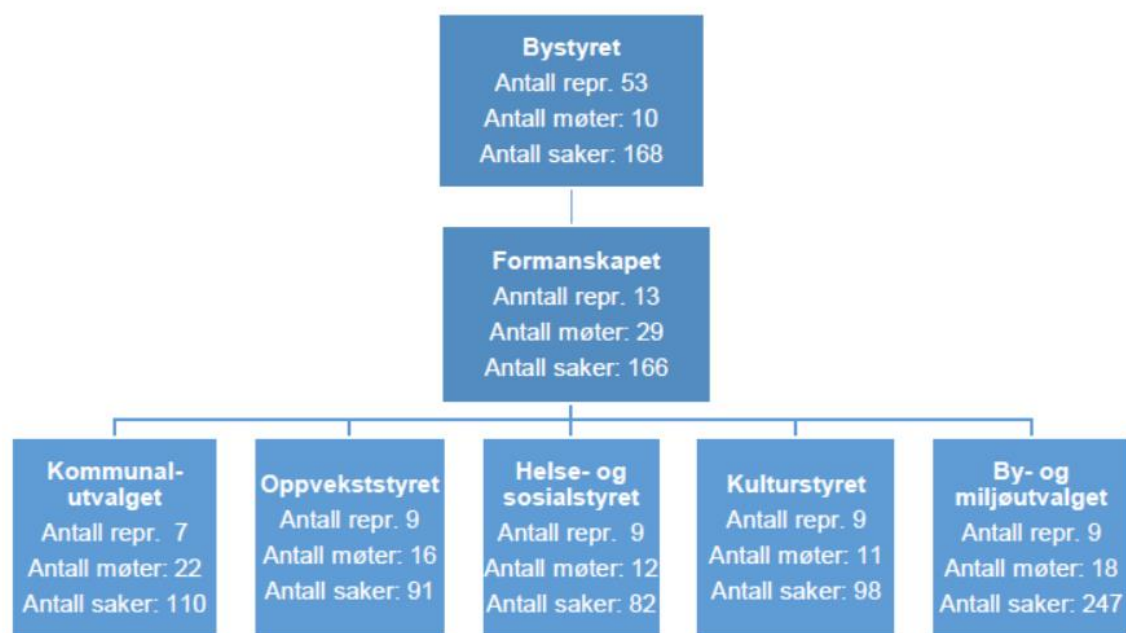 Bystyret
Antall repr. 53
Antall møter: 10
Antall saker: 168
Formanskapet
Anntall repr. 13
Antall møter: 29
Antall saker: 166
Kommunal-
utvalget
Antall repr.  7
Antall møter: 22
Antall saker: 110
Oppvekststyret
Antall repr. 9
Antall møter: 16
Antall saker: 91
Helse- og
sosialstyret
Antall repr.  9
Antall møter: 12
Antall saker: 82
Kulturstyret
Antall repr. 9
Antall møter: 11
Antall saker: 98
By- og
miljøutvalget
Antall repr. 9
Antall møter: 18
Antall saker: 247